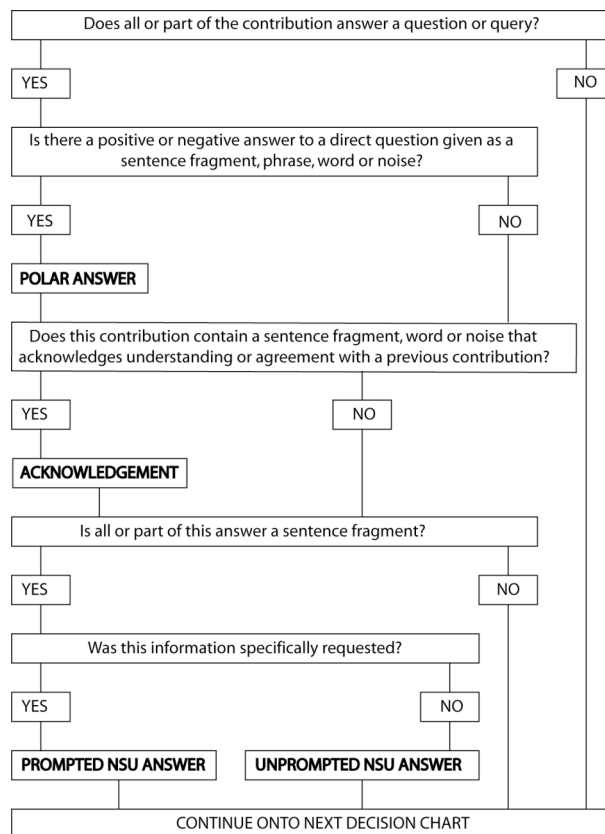 Does all or part of the contribution answer a question or query?
YES
NO
Is there a positive or negative answer to a direct question given as a
sentence fragment, phrase, word or noise?
YES
NO
POLAR ANSWER
Does this contribution contain a sentence fragment, word or noise that
acknowledges understanding or agreement with a previous contribution?
YES
NO
ACKNOWLEDGEMENT
Is all or part of this answer a sentence fragment?
YES
NO
Was this information specifically requested?
YES
NO
PROMPTED NSU ANSWER
UNPROMPTED NSU ANSWER
CONTINUE ONTO NEXT DECISION CHART